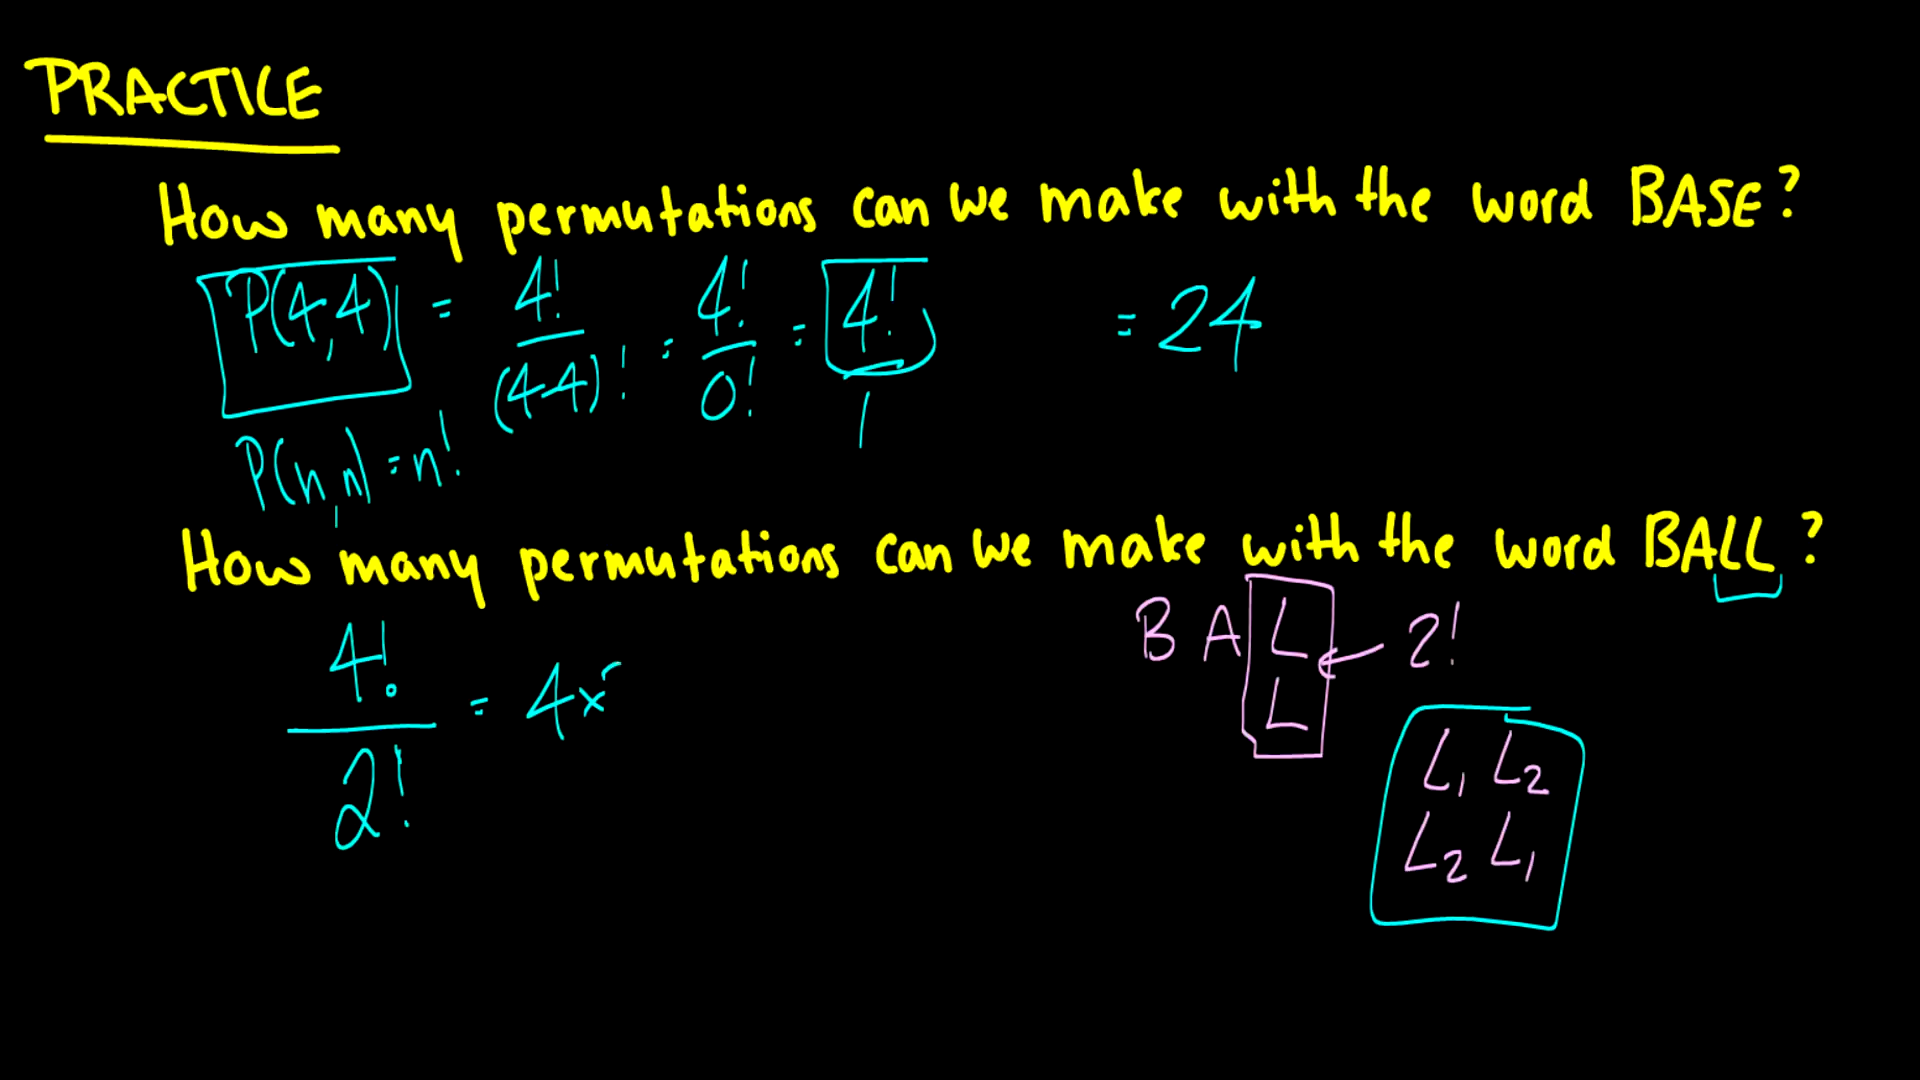 PRACTICE
How many permutations can we make with the word BASE?
P(4,4) = 4!/(4-4)! = 4!/0! = 4!/1 = 24
P(n,n) = n!
How many permutations can we make with the word BALL?
4!/2! = 4x
B A L 2!
L
L₁ L₂
L₂ L₁